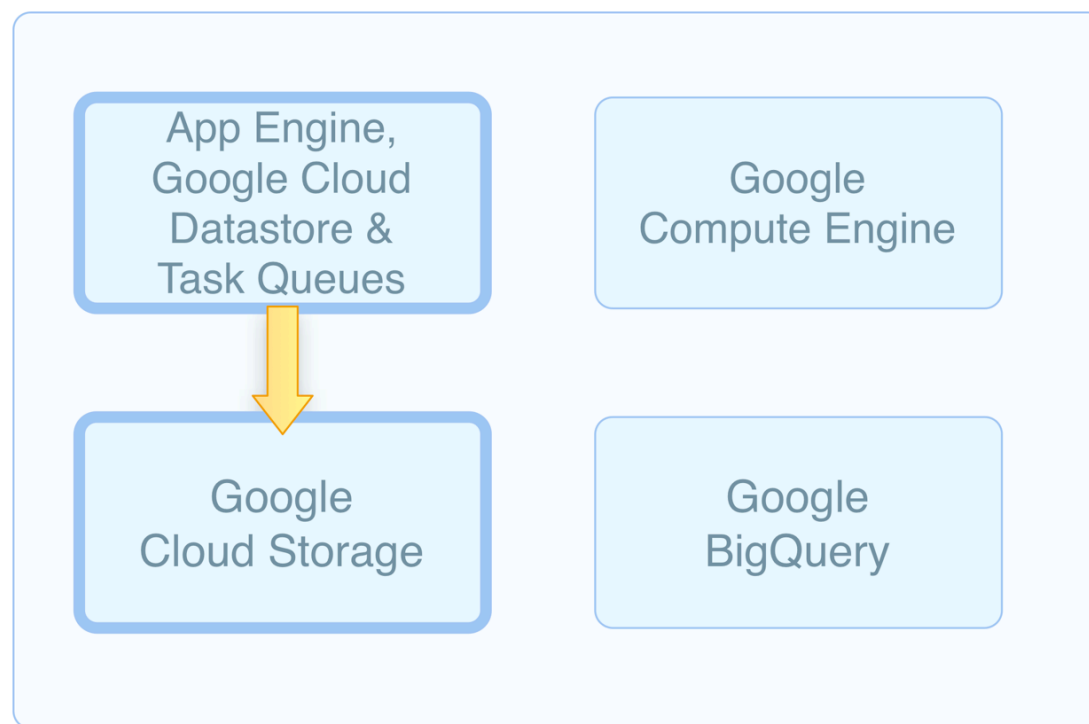 App Engine,
Google Cloud
Datastore &
Task Queues
Google
Compute Engine
Google
Cloud Storage
Google
BigQuery